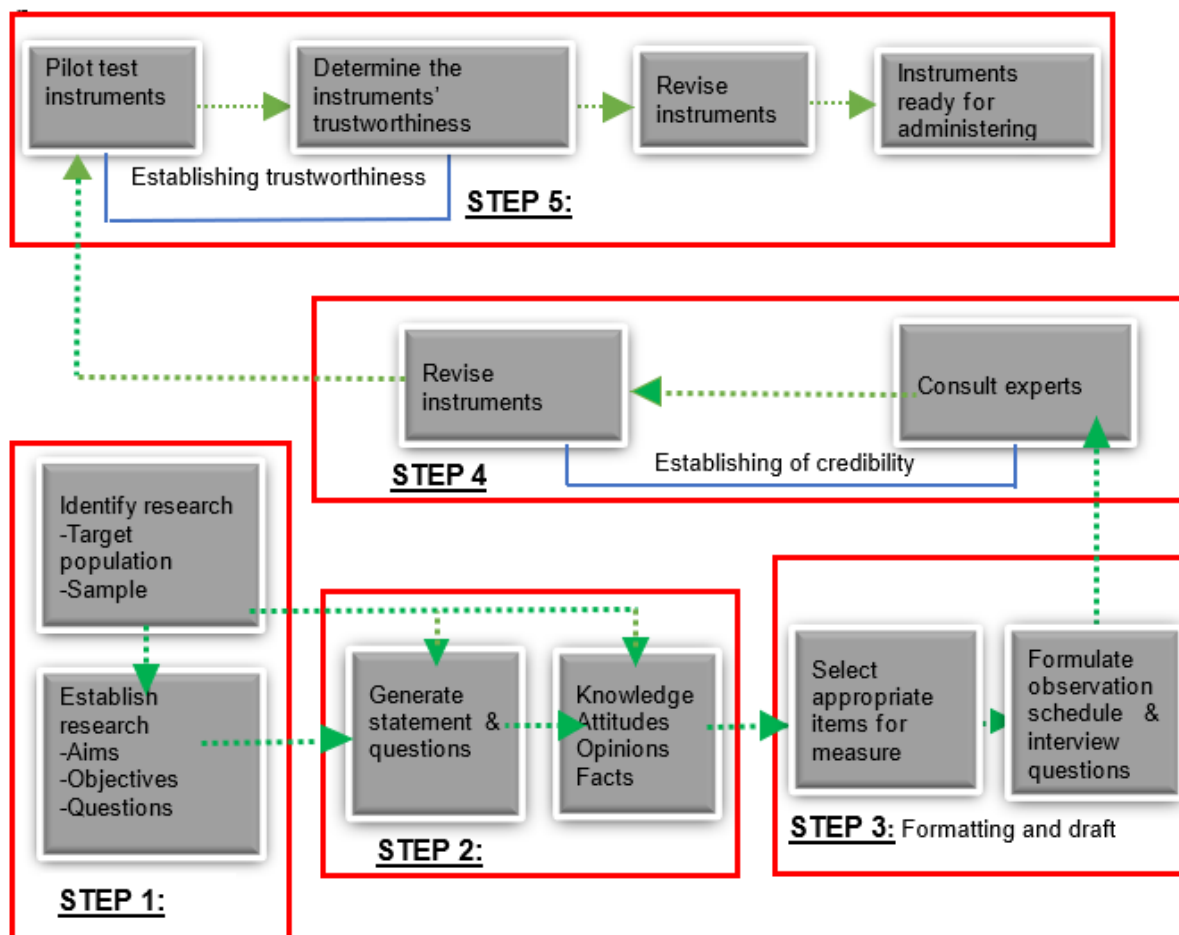 Pilot test
instruments
Determine the
instruments'
trustworthiness
Revise
instruments
Instruments
ready for
administering
Establishing trustworthiness
STEP 5:
Revise
instruments
Consult experts
Establishing of credibility
STEP 4
Identify research
-Target
population
-Sample
Establish
research
-Aims
-Objectives
-Questions
STEP 1:
Generate
statement &
questions
Knowledge
Attitudes
Opinions
Facts
STEP 2:
Select
appropriate
items for
measure
Formulate
observation
schedule &
interview
questions
STEP 3: Formatting and draft